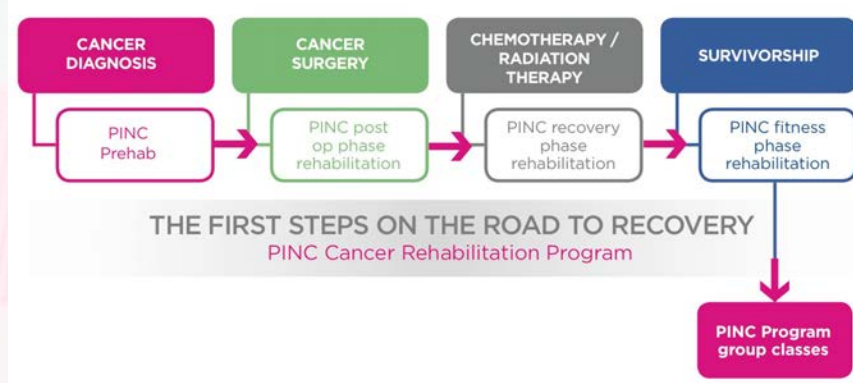 CANCER
DIAGNOSIS
CANCER
SURGERY
CHEMOTHERAPY /
RADIATION
THERAPY
SURVIVORSHIP
PINC
Prehab
PINC post
op phase
rehabilitation
PINC recovery
phase
rehabilitation
PINC fitness
phase
rehabilitation
THE FIRST STEPS ON THE ROAD TO RECOVERY
PINC Cancer Rehabilitation Program
PINC Program
group classes